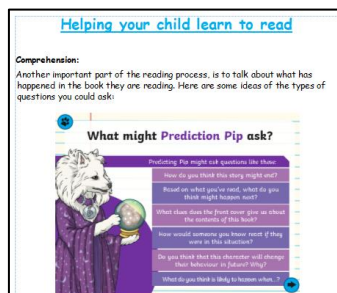 Helping your child learn to read
Comprehension:
Another important part of the reading process, is to talk about what has
happened in the book they are reading. Here are some ideas of the types of
questions you could ask:
What might Prediction Pip ask?
Predicting Pip might ask questions like these:
How do you think this story might end?
Based on what you've read, what do you
think might happen next?
What clues does the front cover give us about
the contents of this book?
How would someone you know react if they
were in this situation?
Do you think that this character will change
their behaviour in future? Why?
What do you think is likely to happen when...?